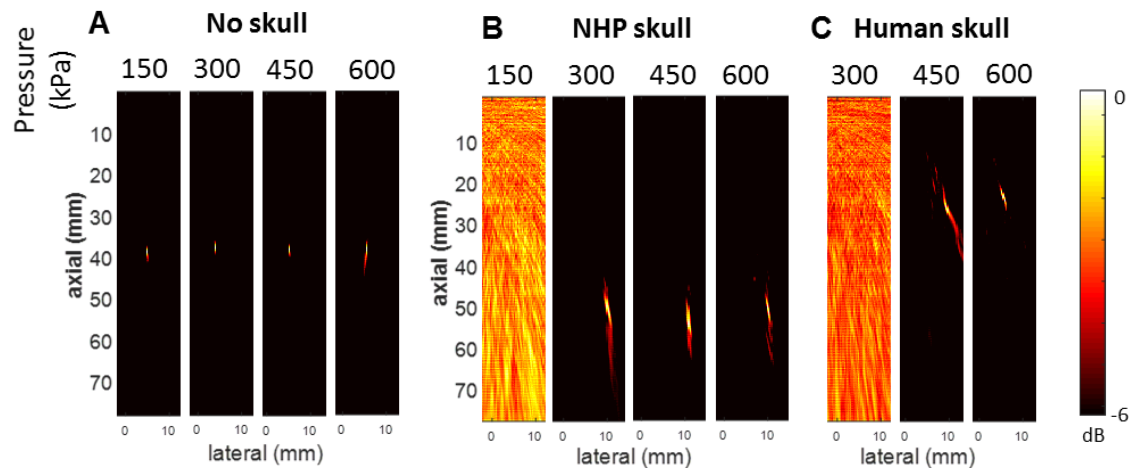 A No skull
B NHP skull
C Human skull
Pressure
(kPa)
150 300 450 600
150 300 450 600
300 450 600
axial (mm)
10
20
30
40
50
60
70
0 10 0 10 0 10 0 10
lateral (mm)
axial (mm)
10
20
30
40
50
60
70
0 10 0 10 0 10 0 10
lateral (mm)
0 10 0 10 0 10
lateral (mm)
0
-6
dB